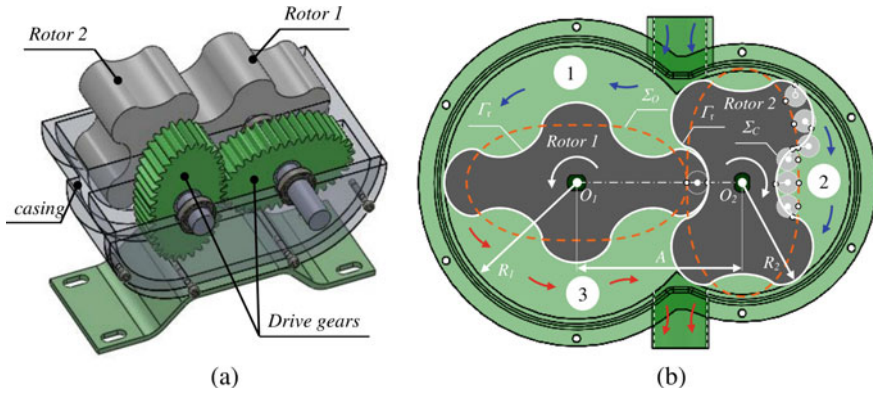 Rotor 1
Rotor 2
casing
Drive gears
(a)
1
Γr
ΣO
Rotor 1
Γr
Rotor 2
ΣC
2
O1
O2
A
R1
R2
3
(b)